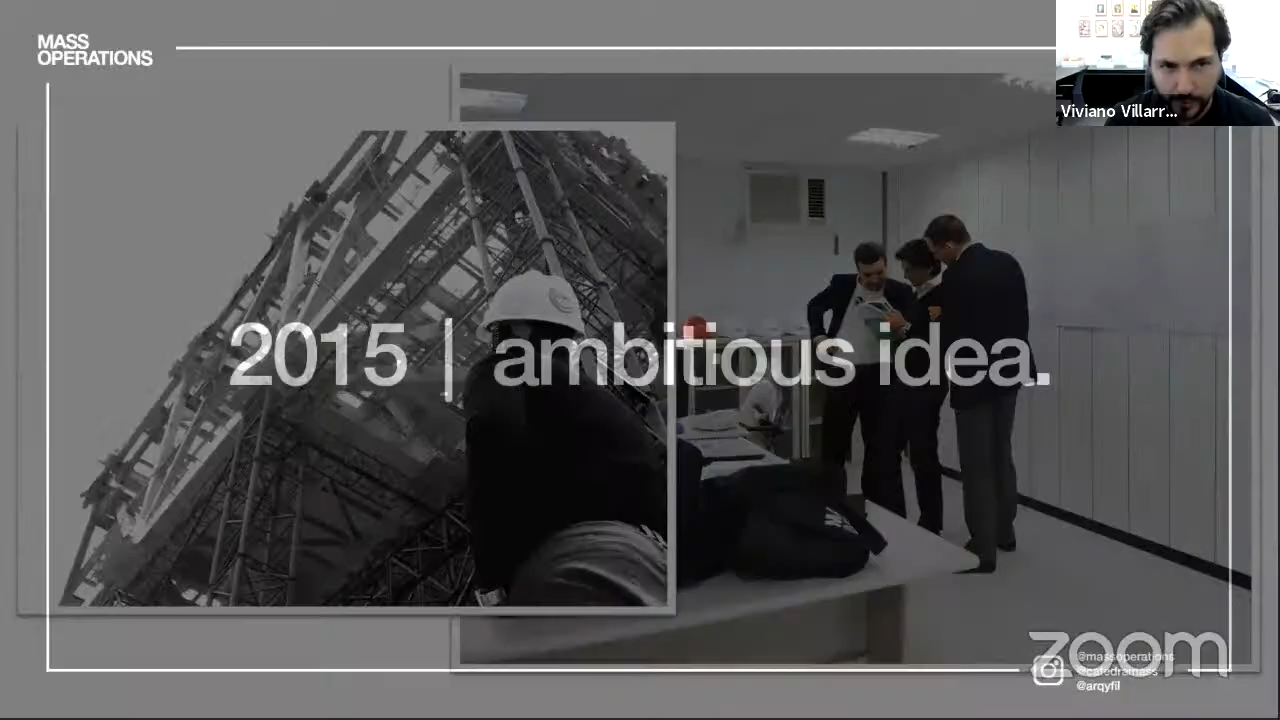 MASS
OPERATIONS
Viviano Villarr...
2015 | ambitious idea.
zoom
@massoperations
@catedramass
@arqyfil